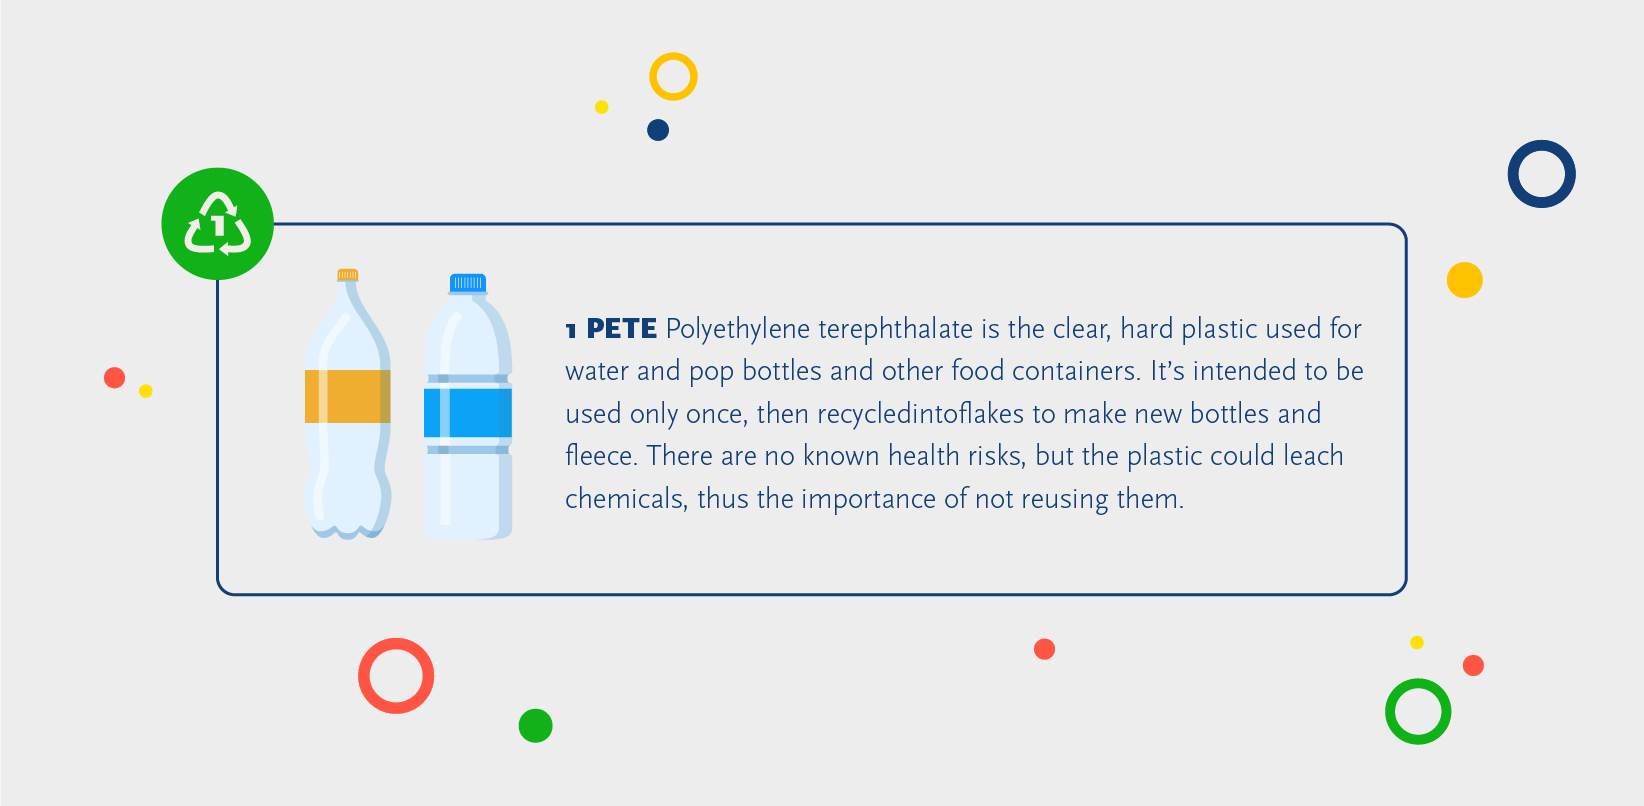 1
1 PETE Polyethylene terephthalate is the clear, hard plastic used for
water and pop bottles and other food containers. It’s intended to be
used only once, then recycledintoflakes to make new bottles and
fleece. There are no known health risks, but the plastic could leach
chemicals, thus the importance of not reusing them.